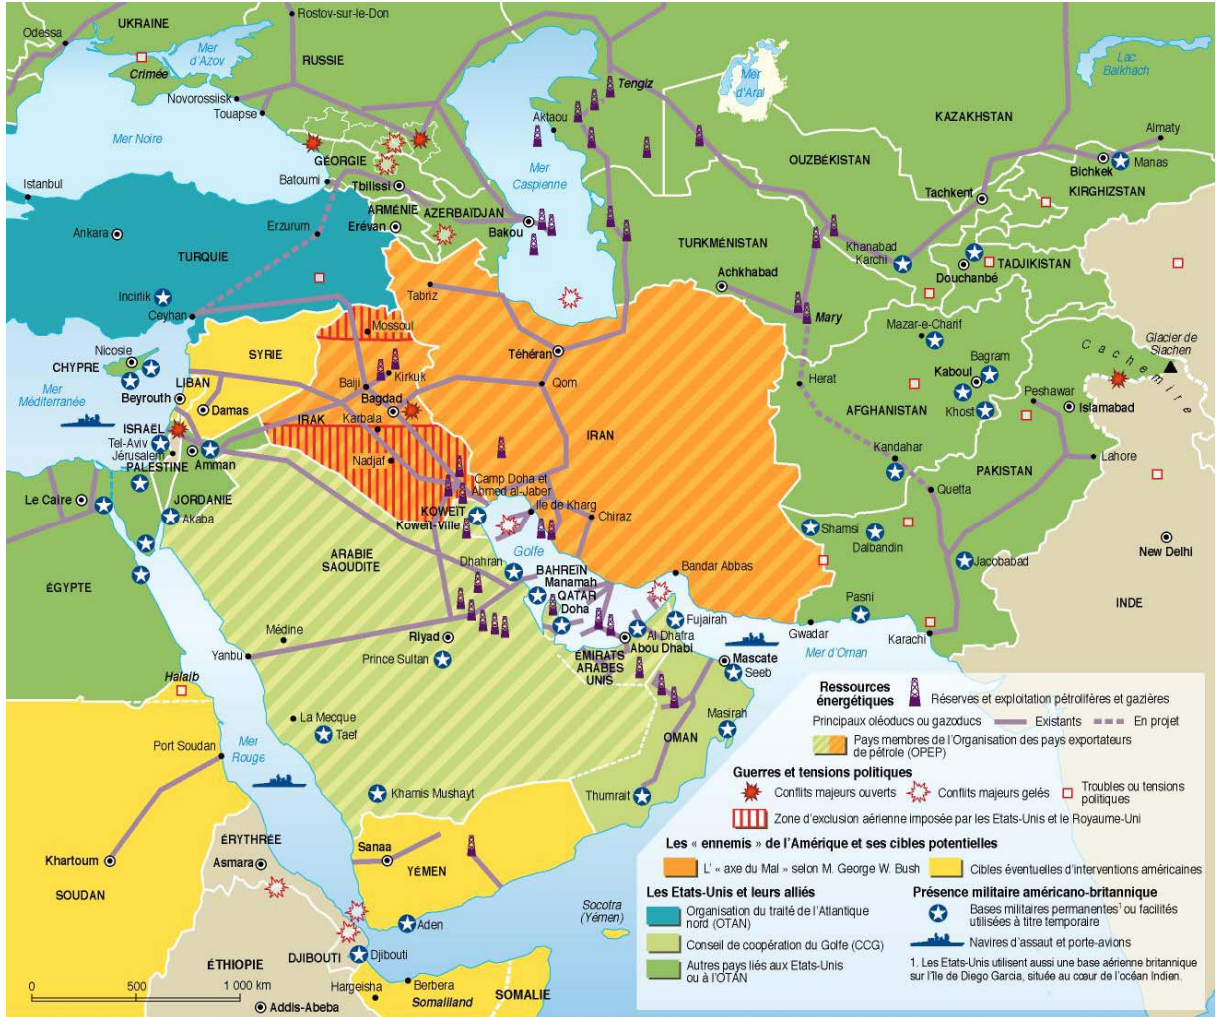 Rostov-sur-le-Don
UKRAINE
Odessa
Mer
d'Azov
RUSSIE
Crimée
Tengiz
Mer
d'Aral
Lac
Balkhach
Novorossiisk
Touapse
Aktaou
KAZAKHSTAN
Mer Noire
Almaty
GÉORGIE
Mer
Caspienne
OUZBÉKISTAN
Bichkek
Manas
Istanbul
Batoumi
Tbilissi
Tachkent
KIRGHIZSTAN
ARMÉNIE
AZERBAÏDJAN
Ankara
Erzurum
Erévan
Bakou
TURKMÉNISTAN
Khanabad
Karchi
TURQUIE
Achkhabad
Douchanbé
TADJIKISTAN
Incirlik
Tabriz
Ceyhan
Mossoul
Mary
Mazar-e-Charif
Glacier de
Siachen
Nicosie
SYRIE
Téhéran
Cachemire
CHYPRE
Bagram
LIBAN
Baiji
Kirkuk
Qom
Herat
Kaboul
Peshawar
Mer
Méditerranée
Beyrouth
Damas
Bagdad
Karbala
AFGHANISTAN
Khost
Islamabad
ISRAËL
IRAK
IRAN
Tel-Aviv
Jérusalem
Amman
Nadjaf
Kandahar
Lahore
PALESTINE
Camp Doha et
Ahmed al-Jaber
PAKISTAN
Le Caire
JORDANIE
KOWEÏT
Ile de Kharg
Quetta
Akaba
Koweït-Ville
Chiraz
Shamsi
Dalbandin
ARABIE
SAOUDITE
Golfe
New Delhi
Dhahran
Bandar Abbas
Jacobabad
ÉGYPTE
BAHREÏN
Manamah
QATAR
Doha
INDE
Médine
Riyad
Fujairah
Pasni
Al Dhafra
Gwadar
Karachi
Yanbu
Prince Sultan
Abou Dhabi
ÉMIRATS
ARABES
UNIS
Mascate
Seeb
Mer d'Oman
Halaib
La Mecque
Taef
Masirah
OMAN
Port Soudan
Mer
Rouge
Khamis Mushayt
Thumrait
ÉRYTHRÉE
Khartoum
Asmara
Sanaa
YÉMEN
SOUDAN
Aden
Socotra
(Yémen)
DJIBOUTI
Djibouti
ÉTHIOPIE
Berbera
Hargeisha
Somaliland
SOMALIE
Addis-Abeba
0 500 1 000 km
Ressources
énergétiques
Réserves et exploitation pétrolifères et gazières
Principaux oléoducs ou gazoducs Existants En projet
Pays membres de l'Organisation des pays exportateurs
de pétrole (OPEP)
Guerres et tensions politiques
Conflits majeurs ouverts
Conflits majeurs gelés
Troubles ou tensions
politiques
Zone d'exclusion aérienne imposée par les Etats-Unis et le Royaume-Uni
Les « ennemis » de l'Amérique et ses cibles potentielles
L' « axe du Mal » selon M. George W. Bush
Cibles éventuelles d'interventions américaines
Les Etats-Unis et leurs alliés
Organisation du traité de l'Atlantique
nord (OTAN)
Conseil de coopération du Golfe (CCG)
Autres pays liés aux Etats-Unis
ou à l'OTAN
Présence militaire américano-britannique
Bases militaires permanentes¹ ou facilités
utilisées à titre temporaire
Navires d'assaut et porte-avions
1. Les Etats-Unis utilisent aussi une base aérienne britannique
sur l'île de Diego Garcia, située au cœur de l'océan Indien.